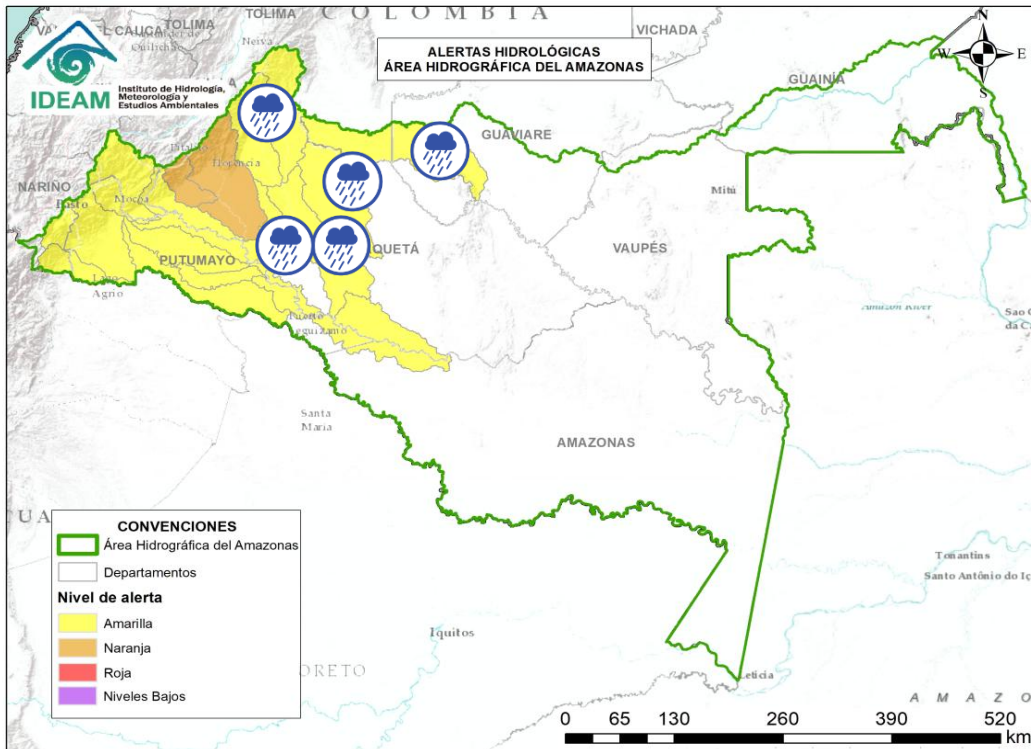 COLOMBIA
TOLIMA
TOLIMA
CAUCA
Quilichao
Neiva
VICHADA
ALERTAS HIDROLÓGICAS
ÁREA HIDROGRÁFICA DEL AMAZONAS
N
W
E
S
IDEAM
Instituto de Hidrología,
Meteorología y
Estudios Ambientales
GUAINÍA
GUAVIARE
Florencia
NARIÑO
Pasto
Mocoa
Mitú
VAUPÉS
QUETÁ
PUTUMAYO
Lago
Agrio
Puerto
Leguízamo
Santa
Maria
AMAZONAS
CONVENCIONES
Área Hidrográfica del Amazonas
Departamentos
Nivel de alerta
Amarilla
Naranja
Roja
Niveles Bajos
Tonantins
Santo Antônio do Iç
Iquitos
ORETO
Leticia
AMAZO
0 65 130 260 390 520
km